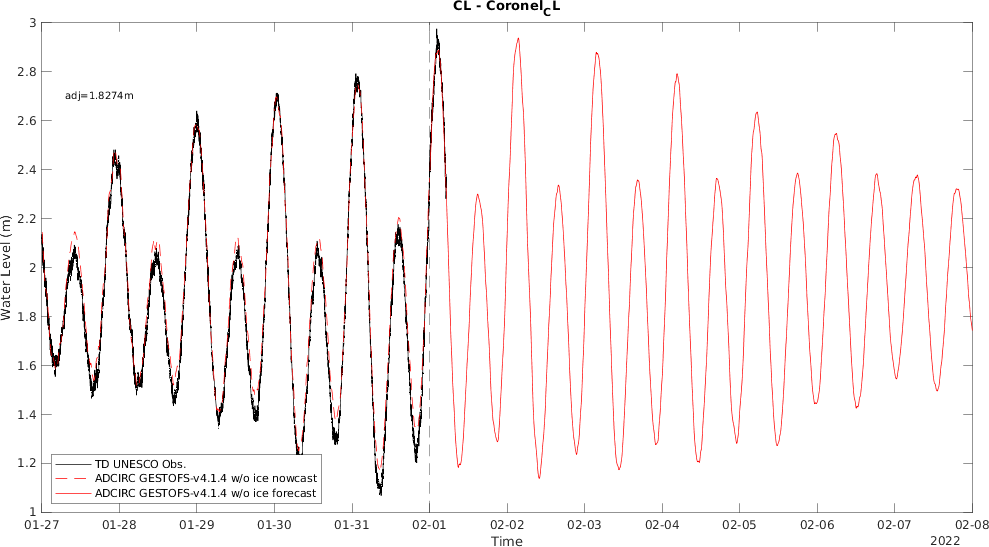 CL - Coronel_CL
3
2.8
2.6
2.4
2.2
2
1.8
1.6
1.4
1.2
1
Water Level (m)
adj=1.8274m
TD UNESCO Obs.
ADCIRC GESTOFS-v4.1.4 w/o ice nowcast
ADCIRC GESTOFS-v4.1.4 w/o ice forecast
01-27 01-28 01-29 01-30 01-31 02-01 02-02 02-03 02-04 02-05 02-06 02-07 02-08
Time
2022